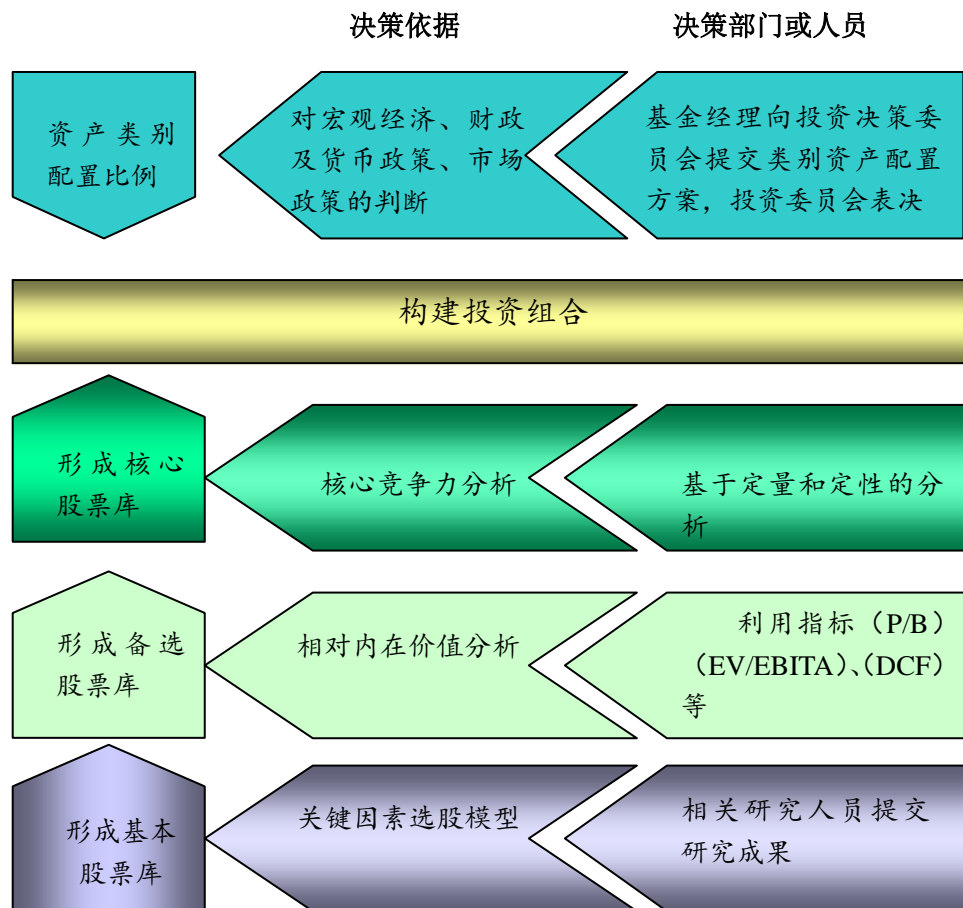 决策依据
决策部门或人员
资产类别
配置比例
对宏观经济、财政
及货币政策、市场
政策的判断
基金经理向投资决策委
员会提交类别资产配置
方案，投资委员会表决
构建投资组合
形成核心
股票库
核心竞争力分析
基于定量和定性的分
析
形成备选
股票库
相对内在价值分析
利用指标（P/B）
（EV/EBITA）、（DCF）
等
形成基本
股票库
关键因素选股模型
相关研究人员提交
研究成果